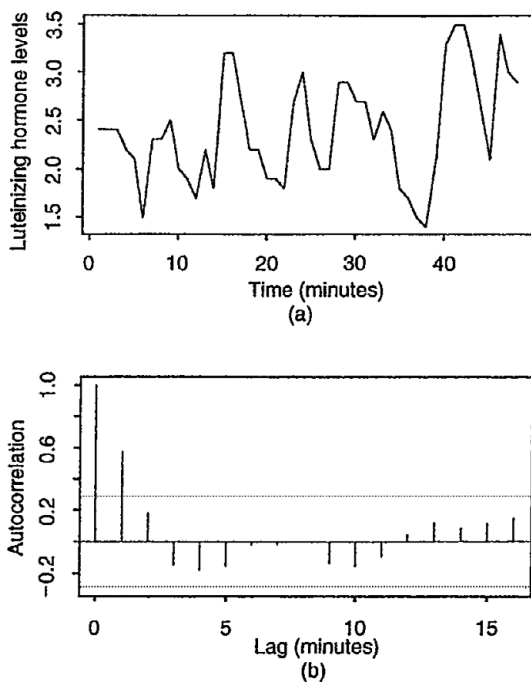 Luteinizing hormone levels
3.5
3.0
2.5
2.0
1.5
0 10 20 30 40
Time (minutes)
(a)
Autocorrelation
1.0
0.6
0.2
−0.2
0 5 10 15
Lag (minutes)
(b)